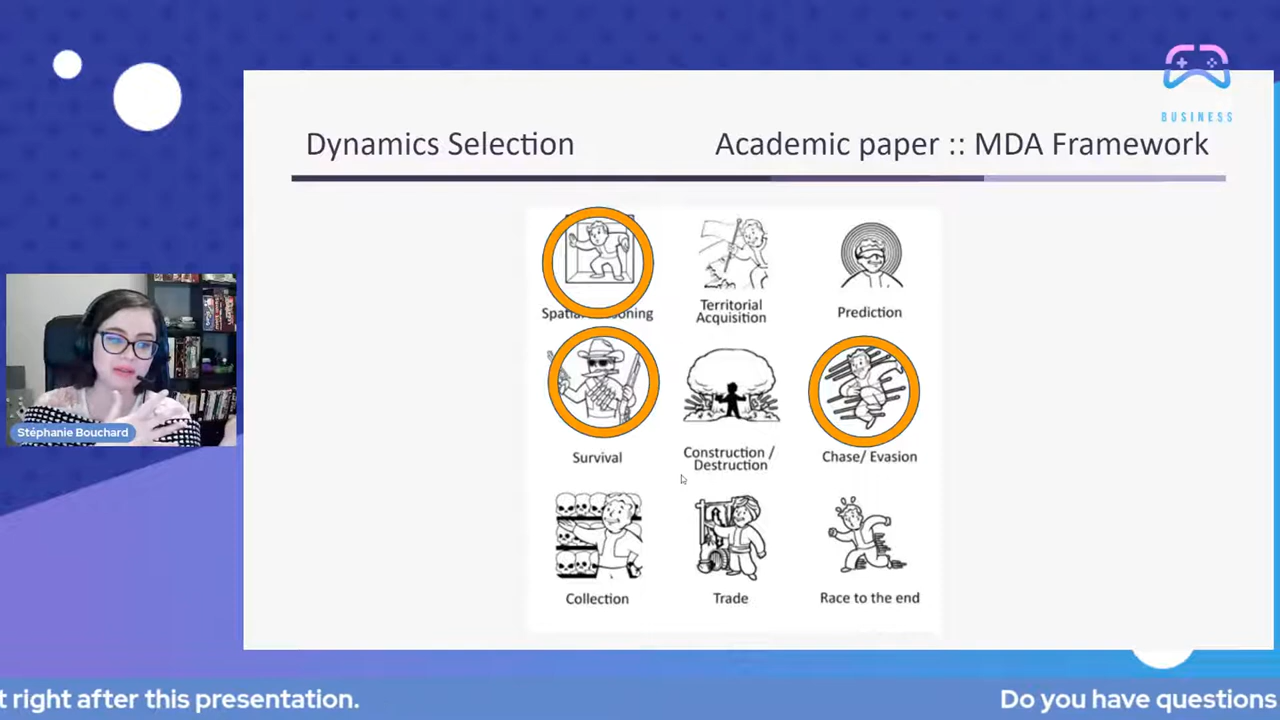 BUSINESS
Dynamics Selection
Academic paper :: MDA Framework
Territorial
Acquisition
Prediction
Survival
Construction /
Destruction
Chase/ Evasion
Collection
Trade
Race to the end
Stéphanie Bouchard
t right after this presentation.
Do you have questions